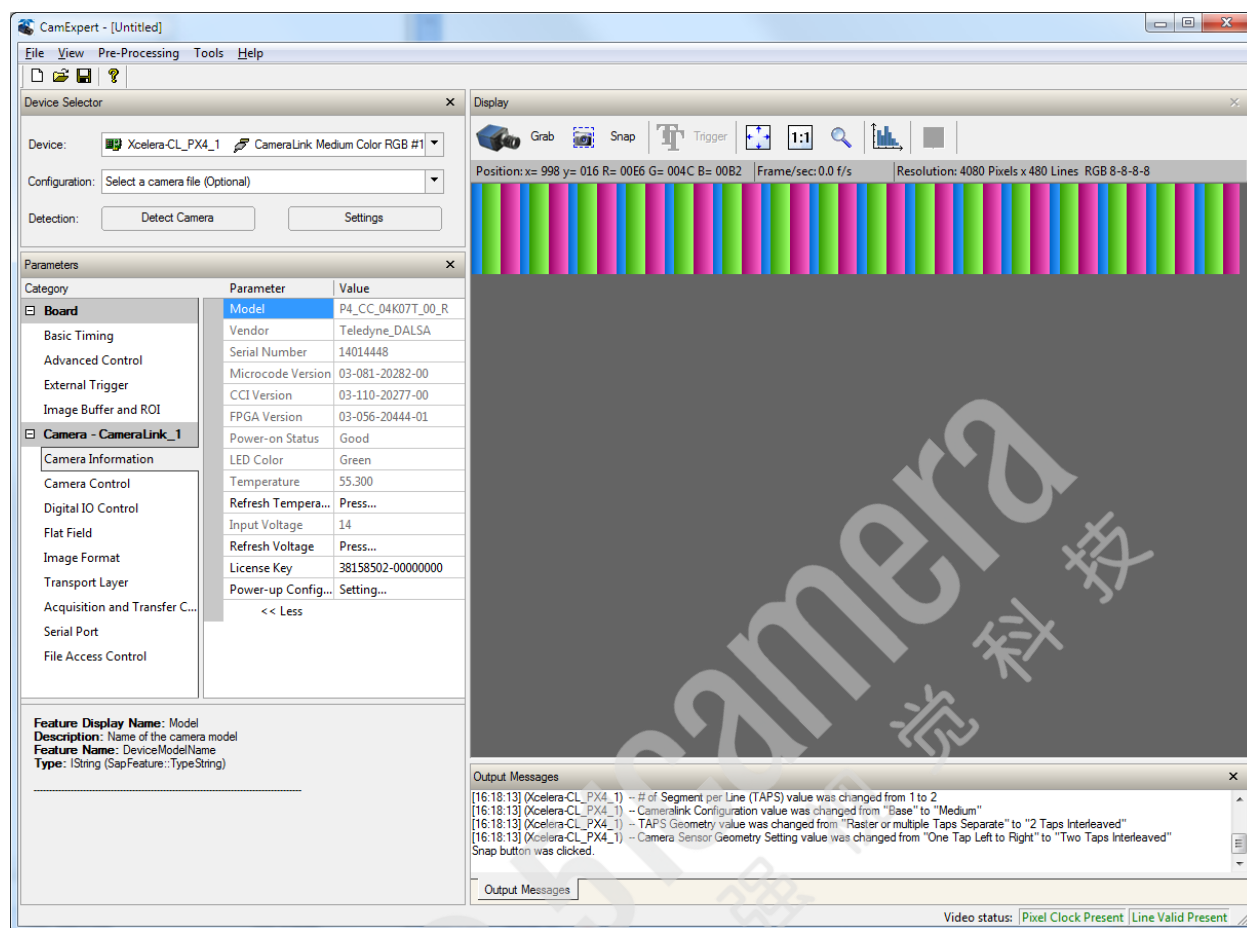 CamExpert - [Untitled]
File View Pre-Processing Tools Help
Device Selector
Device: Xcelera-CL_PX4_1 CameraLink Medium Color RGB #1
Configuration: Select a camera file (Optional)
Detection: Detect Camera Settings
Parameters
Category
Board
Basic Timing
Advanced Control
External Trigger
Image Buffer and ROI
Camera - CameraLink_1
Camera Information
Camera Control
Digital IO Control
Flat Field
Image Format
Transport Layer
Acquisition and Transfer C...
Serial Port
File Access Control
Parameter Value
Model P4_CC_04K07T_00_R
Vendor Teledyne_DALSA
Serial Number 14014448
Microcode Version 03-081-20282-00
CCI Version 03-110-20277-00
FPGA Version 03-056-20444-01
Power-on Status Good
LED Color Green
Temperature 55.300
Refresh Tempera... Press...
Input Voltage 14
Refresh Voltage Press...
License Key 38158502-00000000
Power-up Config... Setting...
<< Less
Feature Display Name: Model
Description: Name of the camera model
Feature Name: DeviceModelName
Type: IString (SapFeature::TypeString)
Display
Grab Snap Trigger 1:1
Position: x= 998 y= 016 R= 00E6 G= 004C B= 00B2 Frame/sec: 0.0 f/s Resolution: 4080 Pixels x 480 Lines RGB 8-8-8-8
Output Messages
[16:18:13] (Xcelera-CL_PX4_1) -- # of Segment per Line (TAPS) value was changed from 1 to 2
[16:18:13] (Xcelera-CL_PX4_1) -- Cameralink Configuration value was changed from "Base" to "Medium"
[16:18:13] (Xcelera-CL_PX4_1) -- TAPS Geometry value was changed from "Raster or multiple Taps Separate" to "2 Taps Interleaved"
[16:18:13] (Xcelera-CL_PX4_1) -- Camera Sensor Geometry Setting value was changed from "One Tap Left to Right" to "Two Taps Interleaved"
Snap button was clicked.
Output Messages
Video status: Pixel Clock Present Line Valid Present
51camera
觉科技